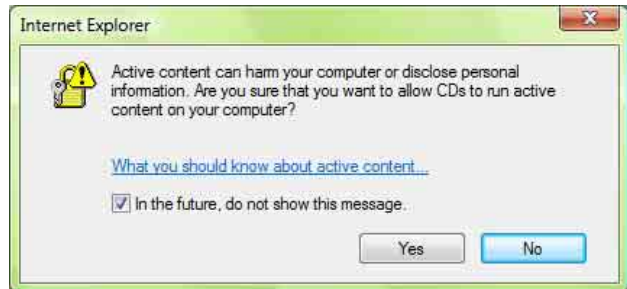 Internet Explorer
Active content can harm your computer or disclose personal
information. Are you sure that you want to allow CDs to run active
content on your computer?
What you should know about active content...
In the future, do not show this message.
Yes No